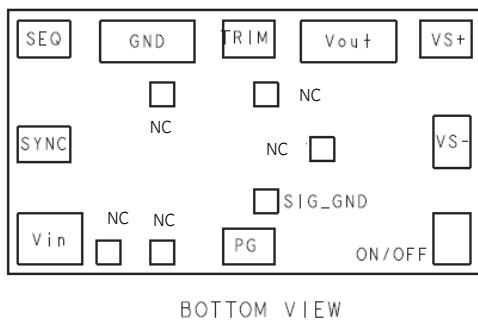 SEQ GND TRIM Vout VS+
NC
NC
SYNC NC VS-
SIG_GND
NC NC
Vin PG ON/OFF
BOTTOM VIEW